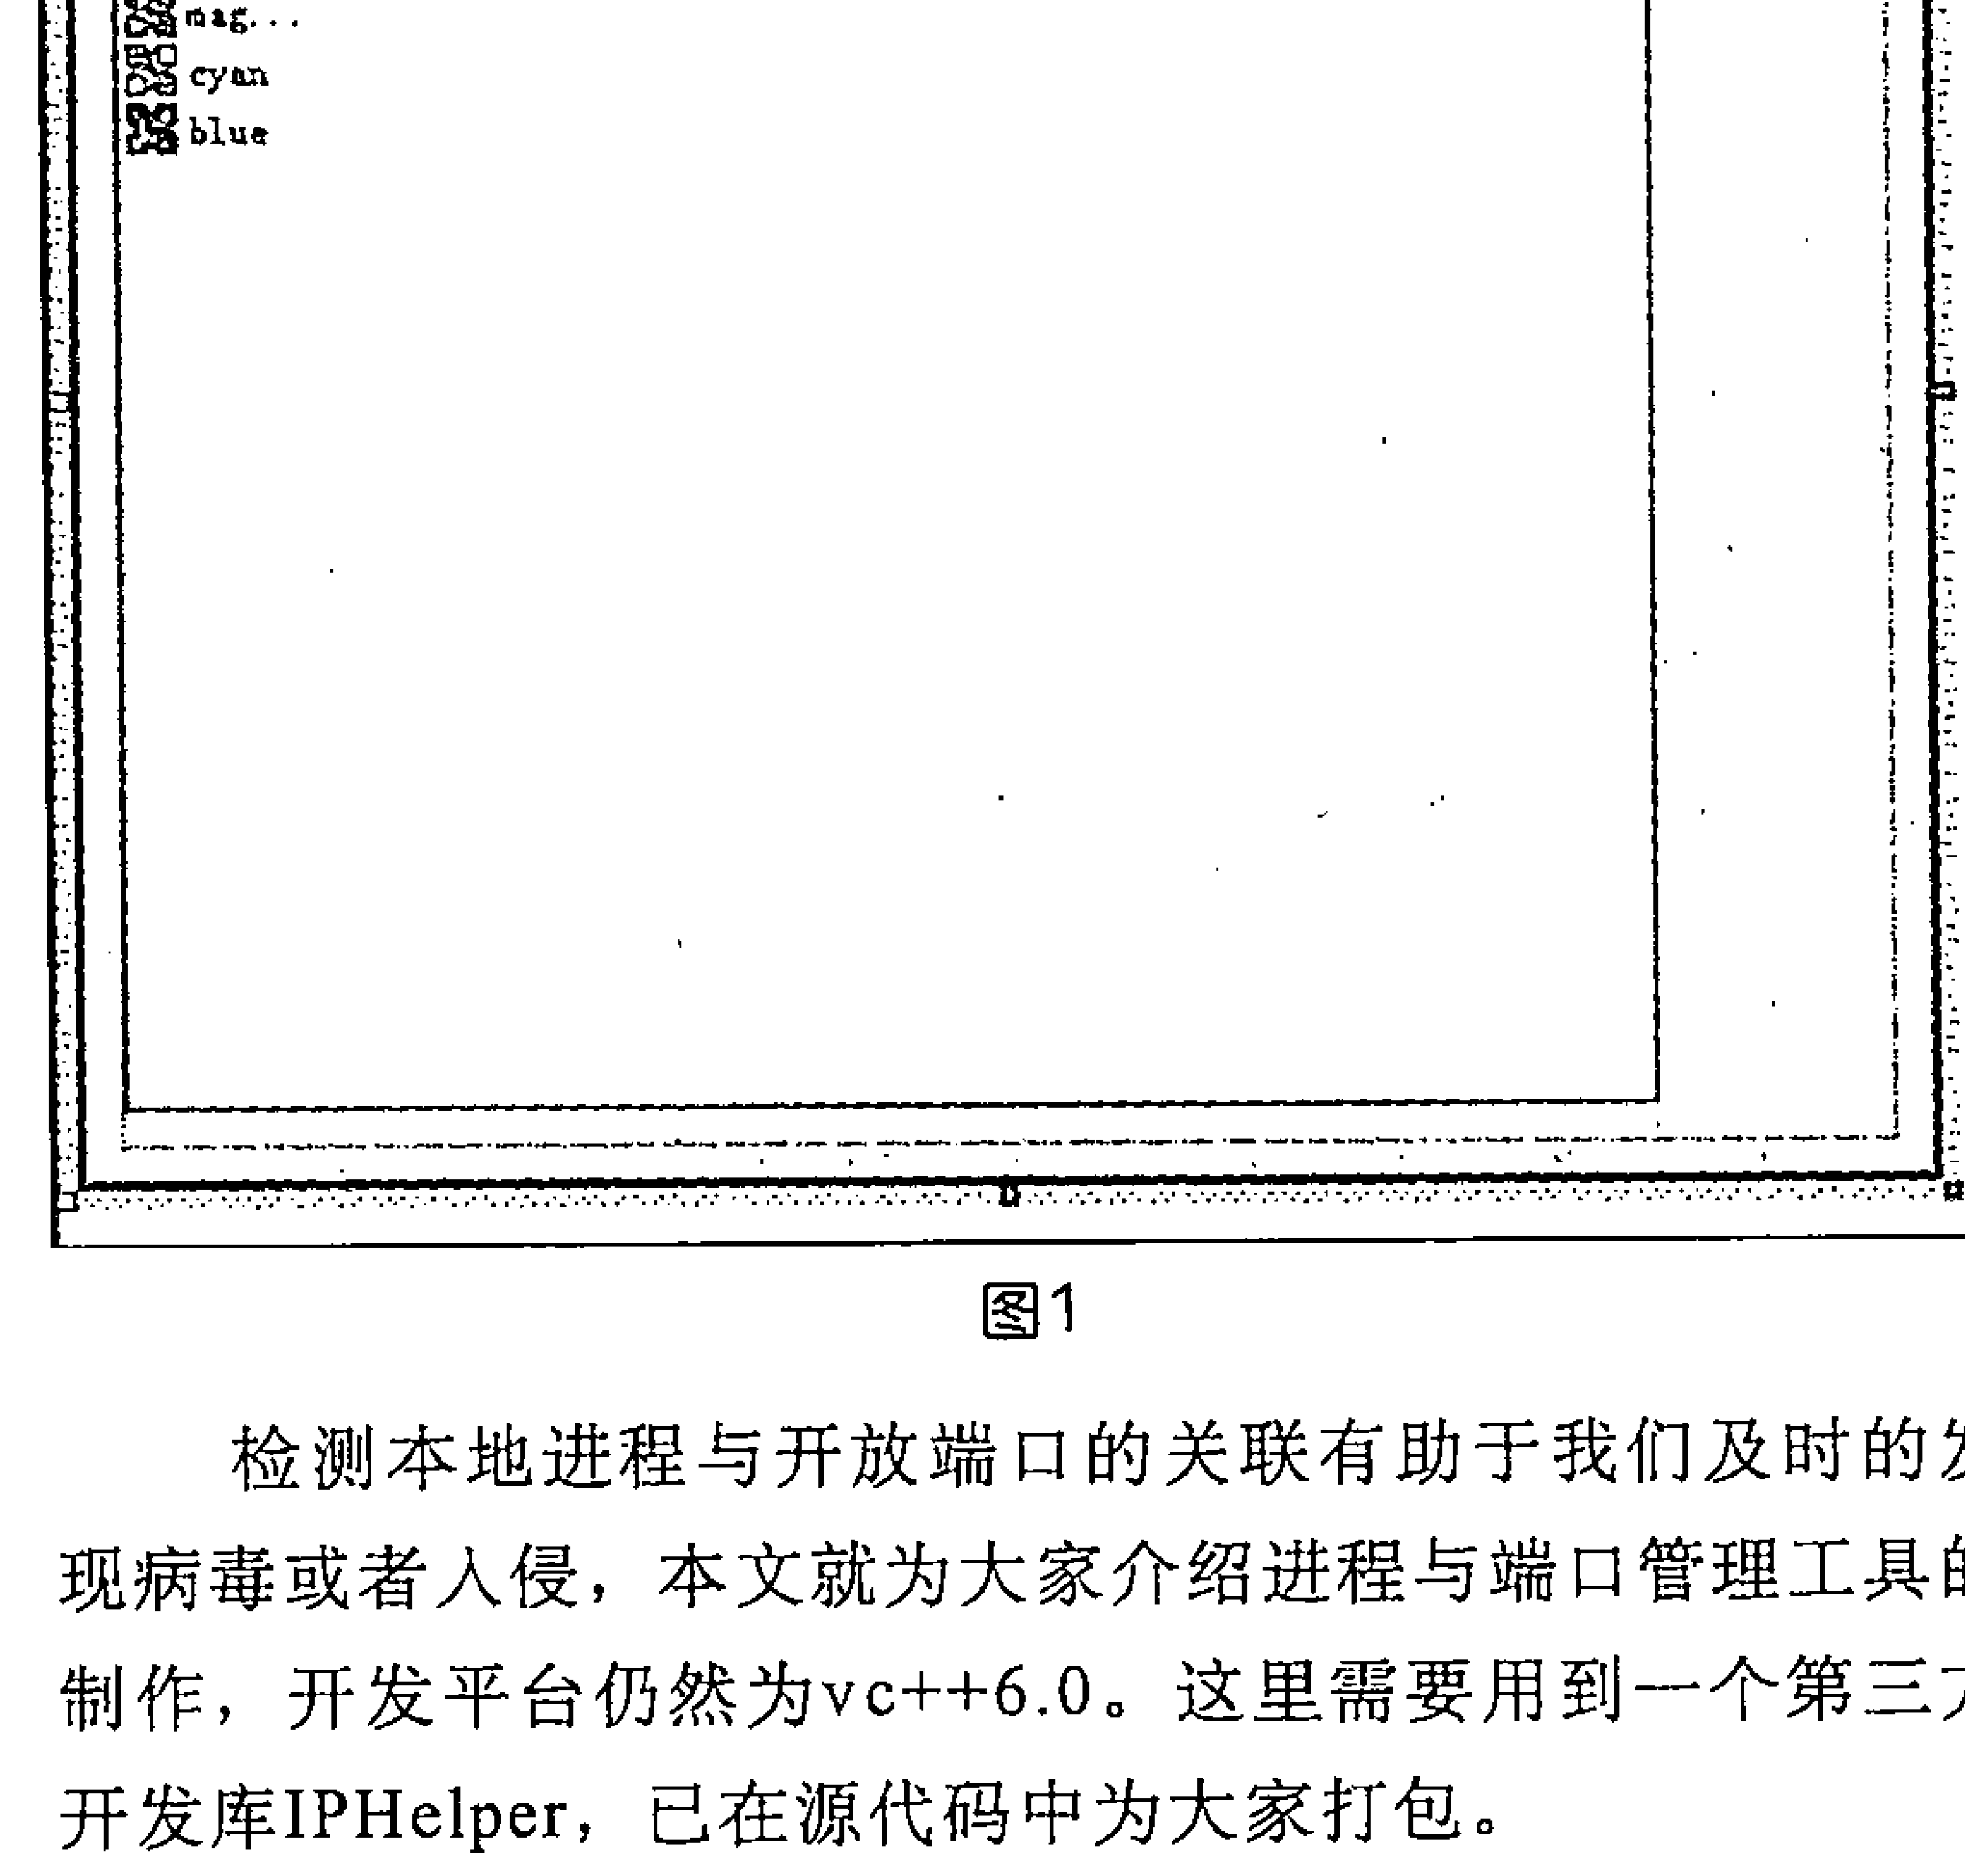 mag...
cyan
blue
图1
检测本地进程与开放端口的关联有助于我们及时的发
现病毒或者入侵，本文就为大家介绍进程与端口管理工具的
制作，开发平台仍然为vc++6.0。这里需要用到一个第三方
开发库IPHelper，已在源代码中为大家打包。